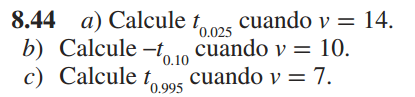 8.44 a) Calcule t0.025 cuando v = 14.
b) Calcule –t0.10 cuando v = 10.
c) Calcule t0.995 cuando v = 7.